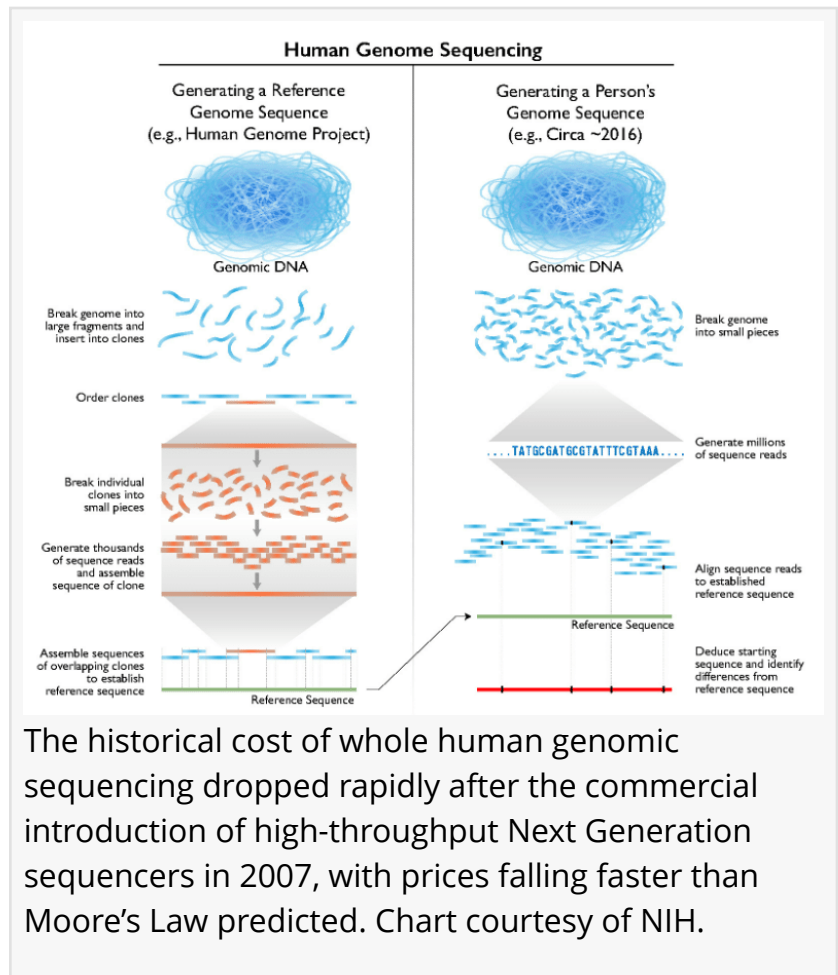 Human Genome Sequencing
Generating a Reference
Genome Sequence
(e.g., Human Genome Project)
Genomic DNA
Break genome into
large fragments and
insert into clones
Order clones
Break individual
clones into
small pieces
Generate thousands
of sequence reads
and assemble
sequence of clone
Assemble sequences
of overlapping clones
to establish
reference sequence
Reference Sequence
Generating a Person's
Genome Sequence
(e.g., Circa ~2016)
Genomic DNA
Break genome
into small pieces
Generate millions
of sequence reads
....TATGCGATGCGTATTTCGTAAA....
Align sequence reads
to established
reference sequence
Reference Sequence
Deduce starting
sequence and identify
differences from
reference sequence
The historical cost of whole human genomic
sequencing dropped rapidly after the commercial
introduction of high-throughput Next Generation
sequencers in 2007, with prices falling faster than
Moore’s Law predicted. Chart courtesy of NIH.